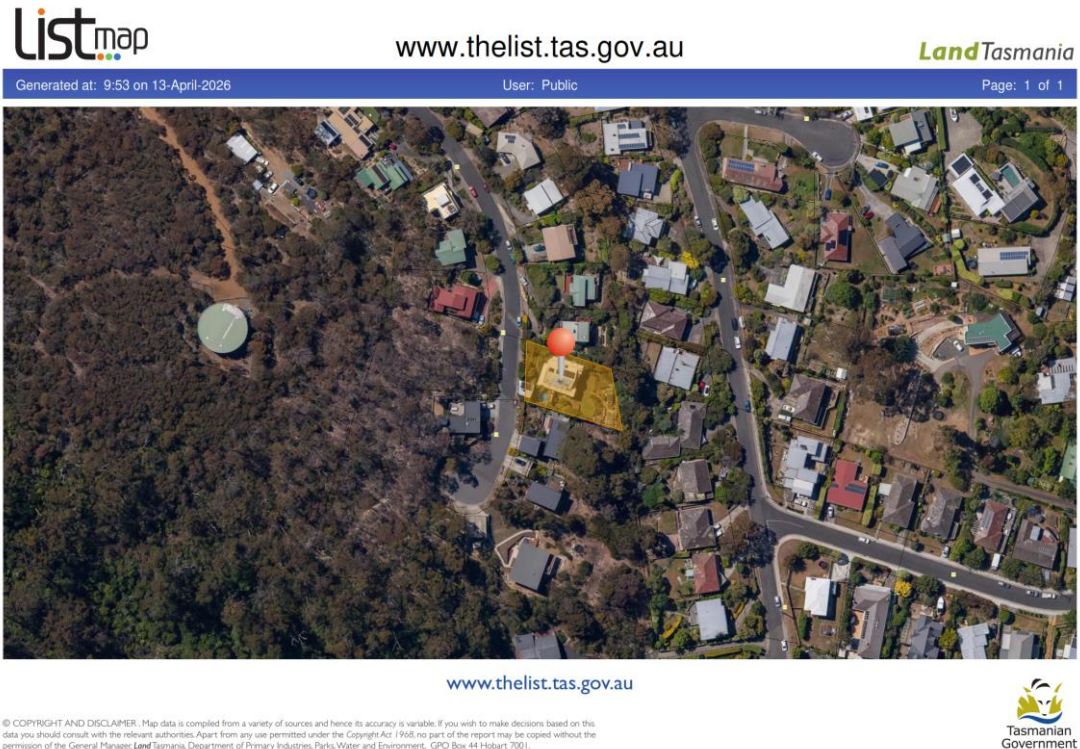 LISTmap
www.thelist.tas.gov.au
Land Tasmania
Generated at: 9:53 on 13-April-2026
User: Public
Page: 1 of 1
www.thelist.tas.gov.au
© COPYRIGHT AND DISCLAIMER. Map data is compiled from a variety of sources and hence its accuracy is variable. If you wish to make decisions based on this
data you should consult with the relevant authorities. Apart from any use permitted under the Copyright Act 1968, no part of the report may be copied without the
permission of the General Manager, Land Tasmania, Department of Primary Industries, Parks, Water and Environment, GPO Box 44 Hobart 7001.
Tasmanian
Government